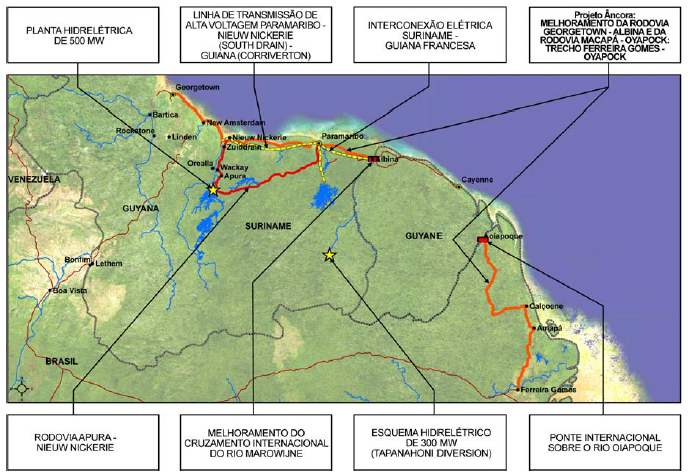 PLANTA HIDRELÉTRICA
DE 500 MW
LINHA DE TRANSMISSÃO DE
ALTA VOLTAGEM PARAMARIBO -
NIEUW NICKERIE
(SOUTH DRAIN) -
GUIANA (CORRIVERTON)
INTERCONEXÃO ELÉTRICA
SURINAME -
GUIANA FRANCESA
Projeto Âncora:
MELHORAMENTO DA RODOVIA
GEORGETOWN - ALBINA E DA
RODOVIA MACAPÁ - OYAPOCK:
TRECHO FERREIRA GOMES -
OYAPOCK
Georgetown
Bartica
New Amsterdam
Rockstone
Linden
Nieuw Nickerie
Paramaribo
Zuiddrain
Albina
Orealla
Wackay
Apura
VENEZUELA
Cayenne
GUYANA
SURINAME
GUYANE
Oiapoque
Bonfim
Lethem
Boa Vista
Calçoene
Amapá
BRASIL
Ferreira Gomes
RODOVIA APURA -
NIEUW NICKERIE
MELHORAMENTO DO
CRUZAMENTO INTERNACIONAL
DO RIO MAROWIJNE
ESQUEMA HIDRELÉTRICO
DE 300 MW
(TAPANAHONI DIVERSION)
PONTE INTERNACIONAL
SOBRE O RIO OIAPOQUE